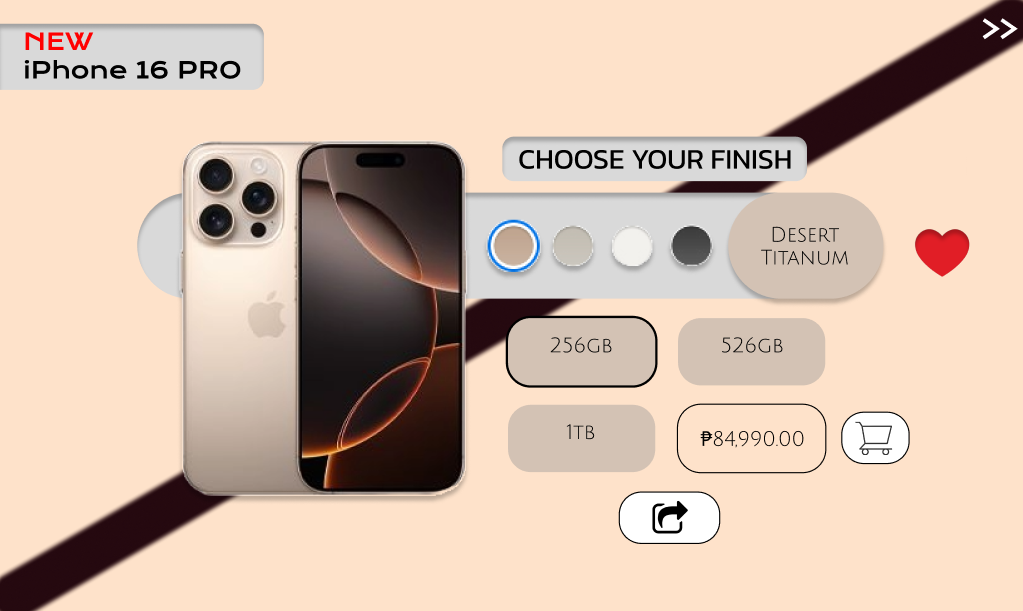 NEW
iPhone 16 PRO
CHOOSE YOUR FINISH
Desert
Titanum
256GB
526GB
1TB
₱84,990.00